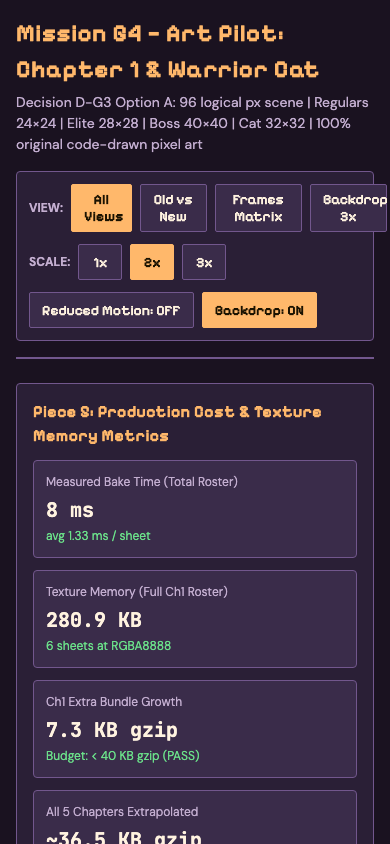 Mission G4 – Art Pilot:
Chapter 1 & Warrior Cat
Decision D-G3 Option A: 96 logical px scene | Regulars
24×24 | Elite 28×28 | Boss 40×40 | Cat 32×32 | 100%
original code-drawn pixel art
VIEW:
All
Views
Old vs
New
Frames
Matrix
Backdrop
3x
SCALE:
1x
2x
3x
Reduced Motion: OFF
Backdrop: ON
Piece 8: Production Cost & Texture
Memory Metrics
Measured Bake Time (Total Roster)
8 ms
avg 1.33 ms / sheet
Texture Memory (Full Ch1 Roster)
280.9 KB
6 sheets at RGBA8888
Ch1 Extra Bundle Growth
7.3 KB gzip
Budget: < 40 KB gzip (PASS)
All 5 Chapters Extrapolated
~36.5 KB gzip